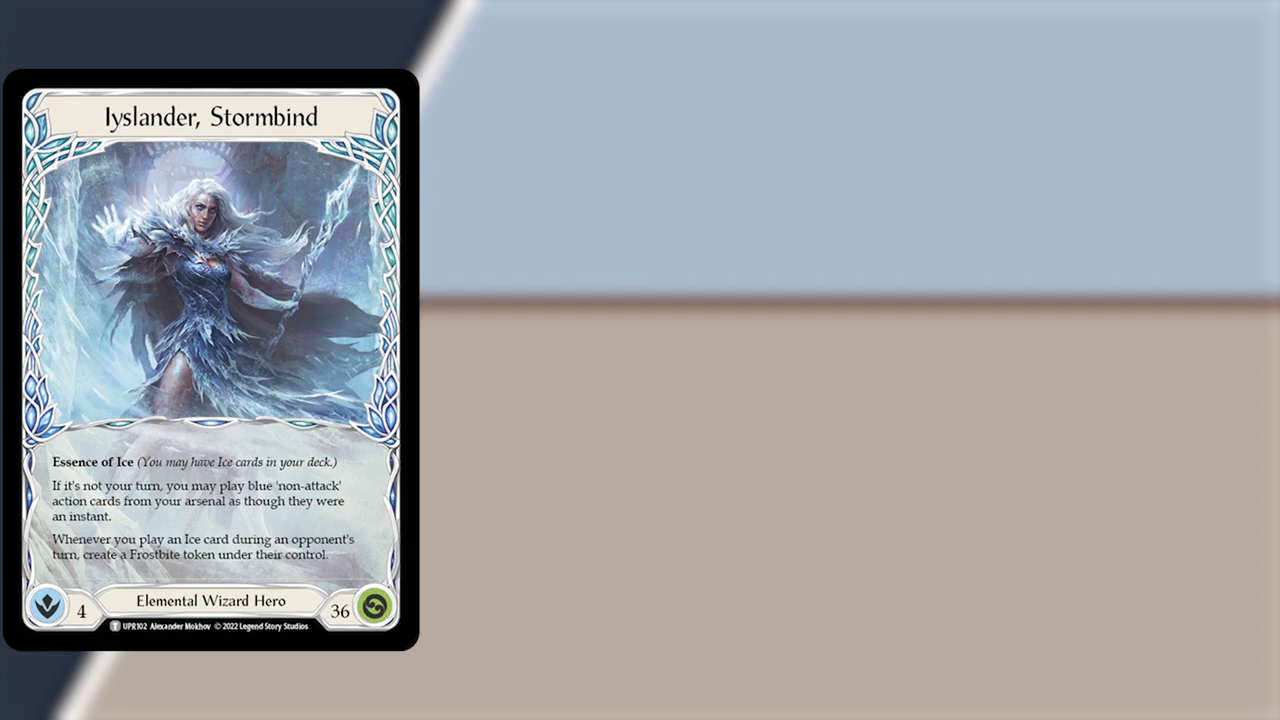 Iyslander, Stormbind
Essence of Ice (You may have Ice cards in your deck.)
If it's not your turn, you may play blue 'non-attack'
action cards from your arsenal as though they were
an instant.
Whenever you play an Ice card during an opponent's
turn, create a Frostbite token under their control.
4
Elemental Wizard Hero
36
T UPR102 Alexander Mokhov © 2022 Legend Story Studios